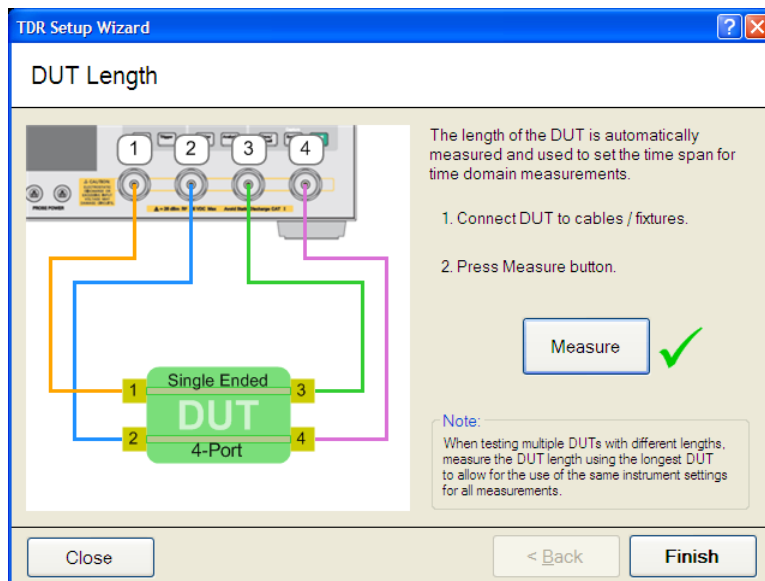 TDR Setup Wizard
DUT Length
1 2 3 4
PROBE POWER
The length of the DUT is automatically
measured and used to set the time span for
time domain measurements.
1. Connect DUT to cables / fixtures.
2. Press Measure button.
Measure
Single Ended
1 3
DUT
2 4
4-Port
Note:
When testing multiple DUTs with different lengths,
measure the DUT length using the longest DUT
to allow for the use of the same instrument settings
for all measurements.
Close
< Back
Finish